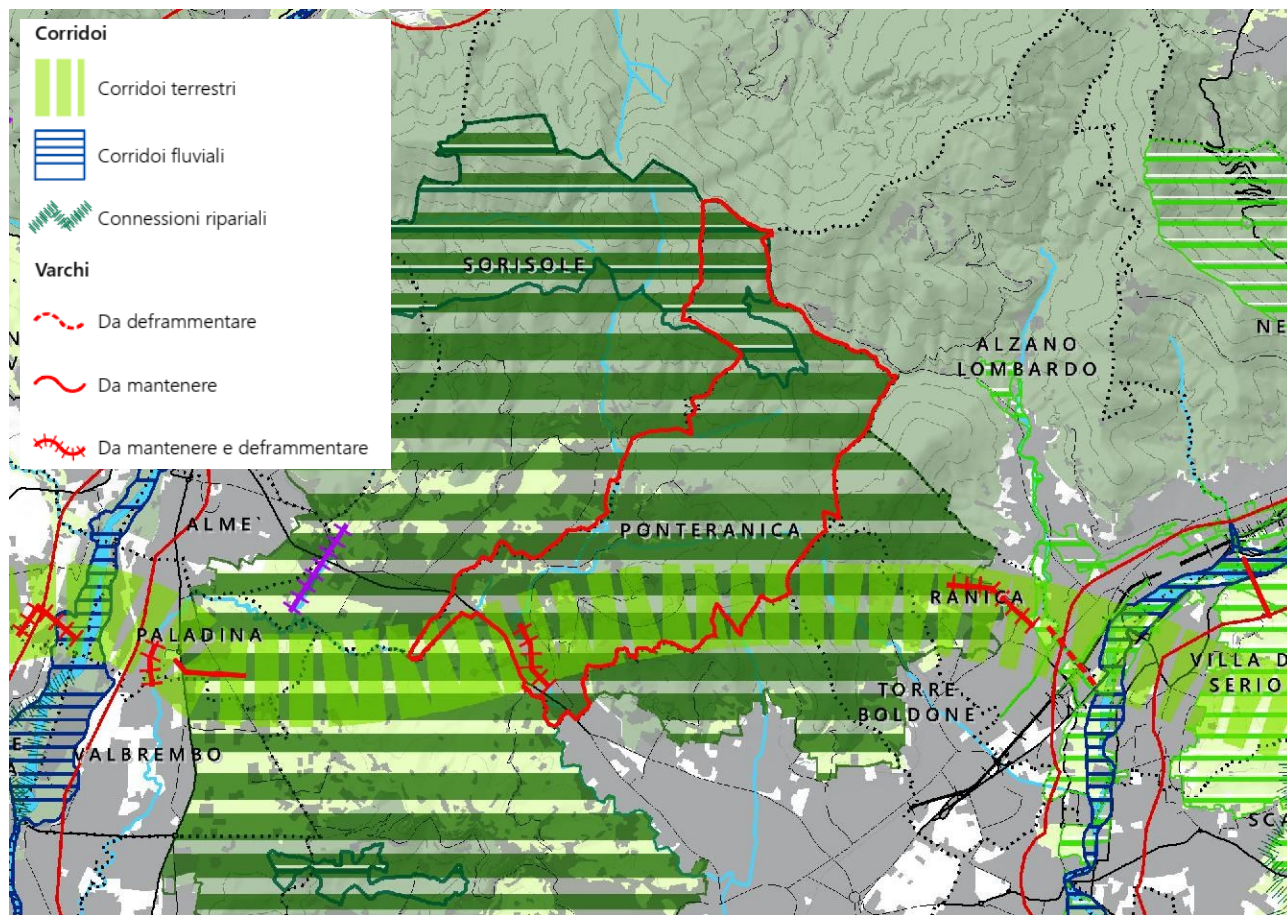 Corridoi
Corridoi terrestri
Corridoi fluviali
Connessioni ripariali
Varchi
Da deframmentare
Da mantenere
Da mantenere e deframmentare
SORISOLE
ALZANO
LOMBARDO
NE
N
V
ALME`
PONTERANICA
RANICA
PALADINA
VILLA D
SERIO
TORRE
BOLDONE
E
VALBREMBO
SCA